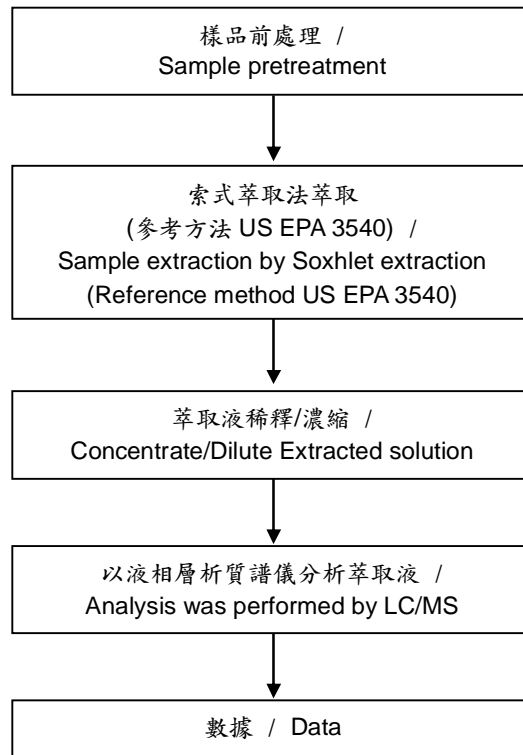 樣品前處理 /
Sample pretreatment
索式萃取法萃取
(參考方法 US EPA 3540) /
Sample extraction by Soxhlet extraction
(Reference method US EPA 3540)
萃取液稀釋/濃縮 /
Concentrate/Dilute Extracted solution
以液相層析質譜儀分析萃取液 /
Analysis was performed by LC/MS
數據 / Data